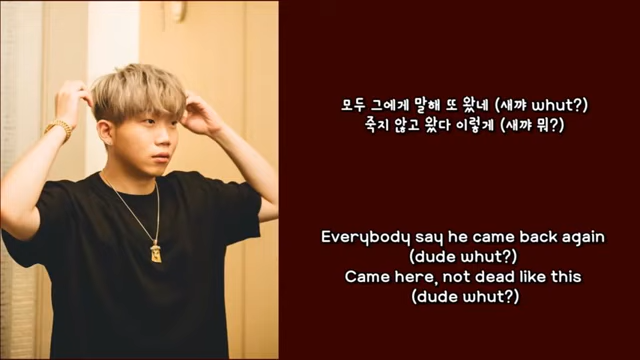 모두 그에게 말해 또 왔네 (새꺄 whut?)
죽지 않고 왔다 이렇게 (새꺄 뭐?)
Everybody say he came back again
(dude whut?)
Came here, not dead like this
(dude whut?)